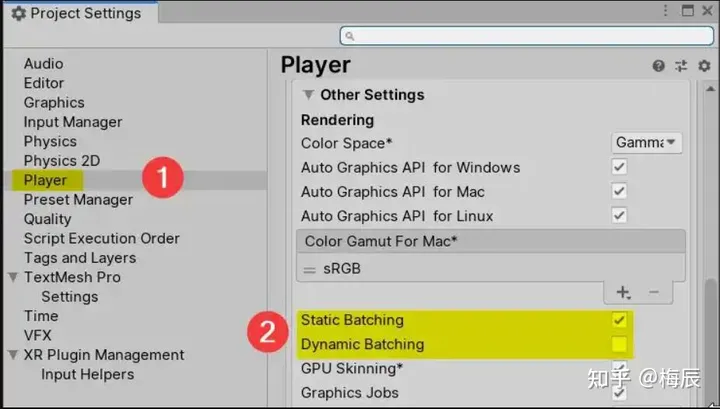 Project Settings
Audio
Editor
Graphics
Input Manager
Physics
Physics 2D
Player
1
Preset Manager
Quality
Script Execution Order
Tags and Layers
TextMesh Pro
Settings
Time
VFX
XR Plugin Management
Input Helpers
Player
Other Settings
Rendering
Color Space*
Gamma
Auto Graphics API for Windows
Auto Graphics API for Mac
Auto Graphics API for Linux
Color Gamut For Mac*
sRGB
2
Static Batching
Dynamic Batching
GPU Skinning*
Graphics Jobs
知乎 @梅辰